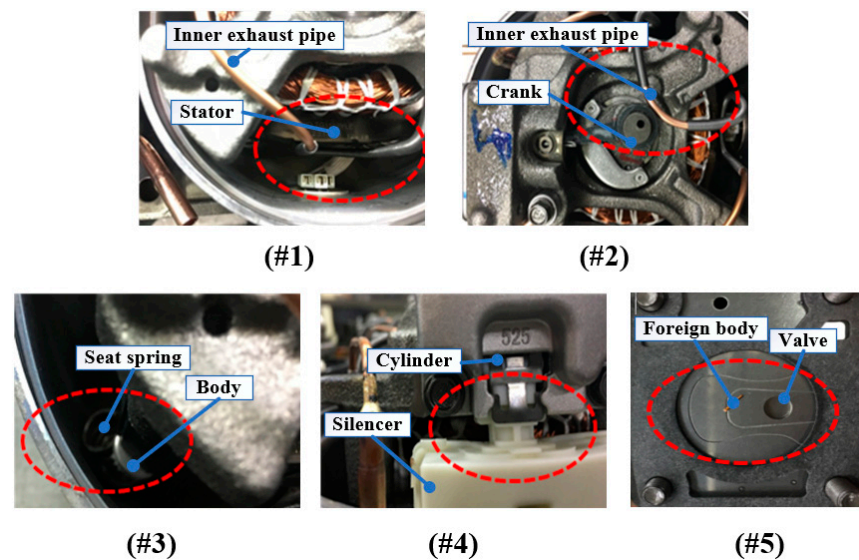 Inner exhaust pipe
Stator
(#1)
Inner exhaust pipe
Crank
(#2)
Seat spring
Body
(#3)
525
Cylinder
Silencer
(#4)
Foreign body
Valve
(#5)